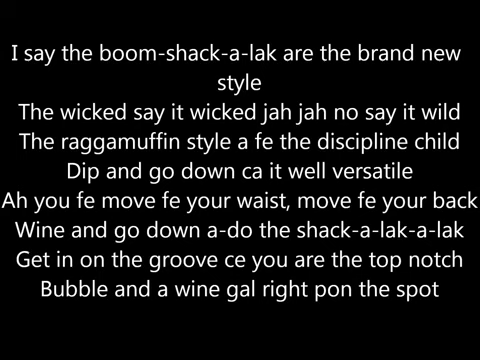 I say the boom-shack-a-lak are the brand new
style
The wicked say it wicked jah jah no say it wild
The raggamuffin style a fe the discipline child
Dip and go down ca it well versatile
Ah you fe move fe your waist, move fe your back
Wine and go down a-do the shack-a-lak-a-lak
Get in on the groove ce you are the top notch
Bubble and a wine gal right pon the spot